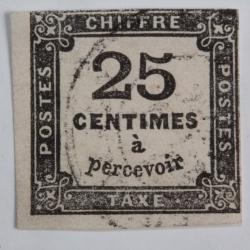 CHIFFRE
POSTES
25
CENTIMES
à
percevoir
POSTES
TAXE